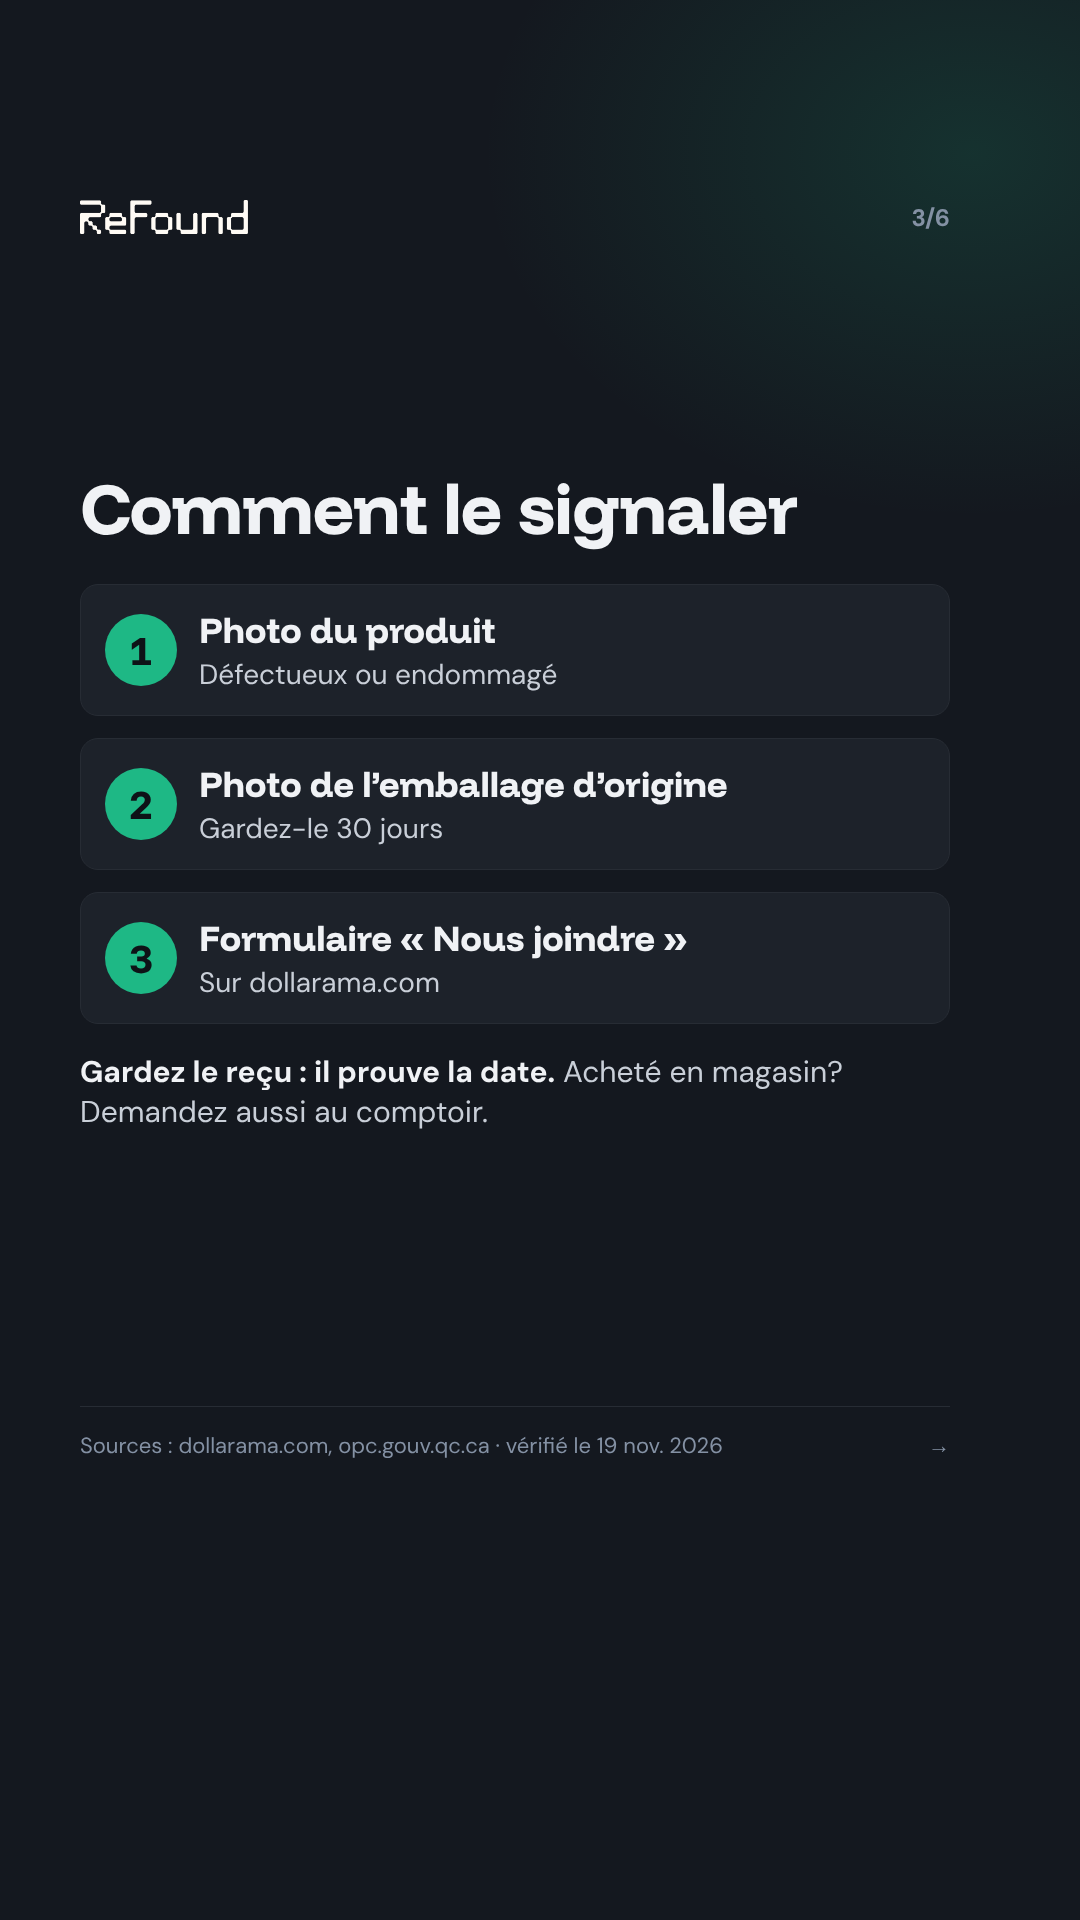 ReFound
3/6
Comment le signaler
1
Photo du produit
Défectueux ou endommagé
2
Photo de l’emballage d’origine
Gardez-le 30 jours
3
Formulaire « Nous joindre »
Sur dollarama.com
Gardez le reçu : il prouve la date. Acheté en magasin?
Demandez aussi au comptoir.
Sources : dollarama.com, opc.gouv.qc.ca · vérifié le 19 nov. 2026 →